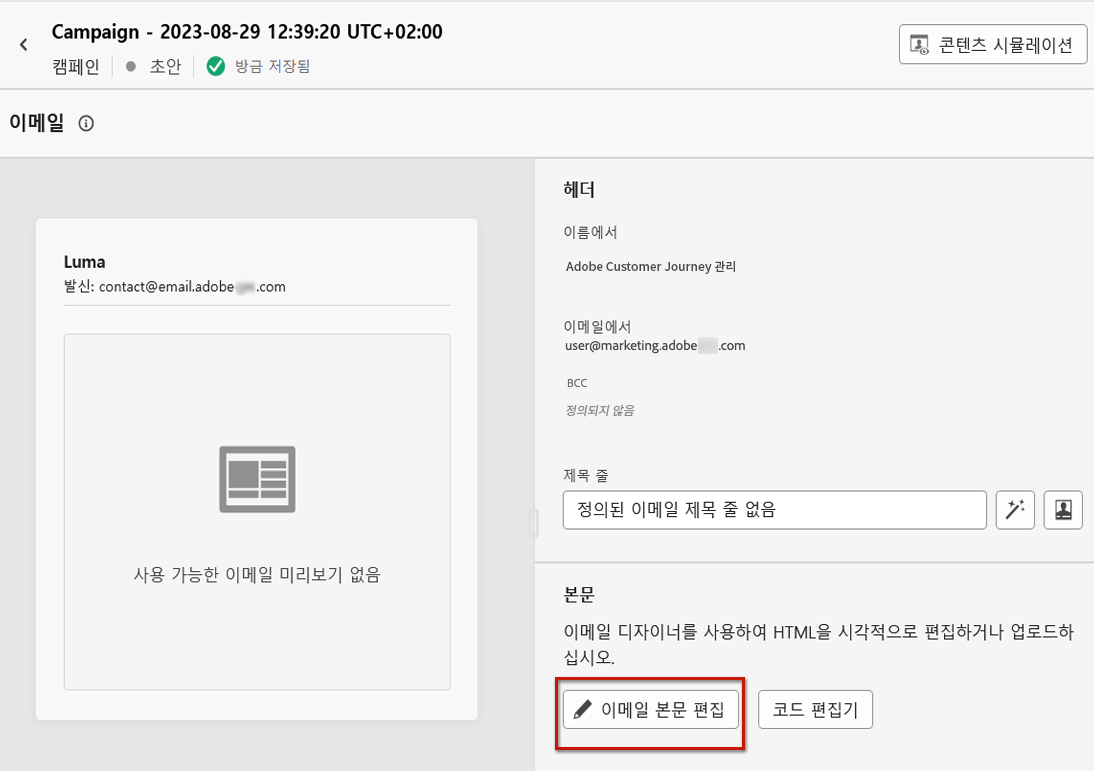 Campaign - 2023-08-29 12:39:20 UTC+02:00
캠페인 초안 방금 저장됨
콘텐츠 시뮬레이션
이메일
Luma
발신: contact@email.adobe .com
사용 가능한 이메일 미리보기 없음
헤더
이름에서
Adobe Customer Journey 관리
이메일에서
user@marketing.adobe .com
BCC
정의되지 않음
제목 줄
정의된 이메일 제목 줄 없음
본문
이메일 디자이너를 사용하여 HTML을 시각적으로 편집하거나 업로드하
십시오.
이메일 본문 편집
코드 편집기